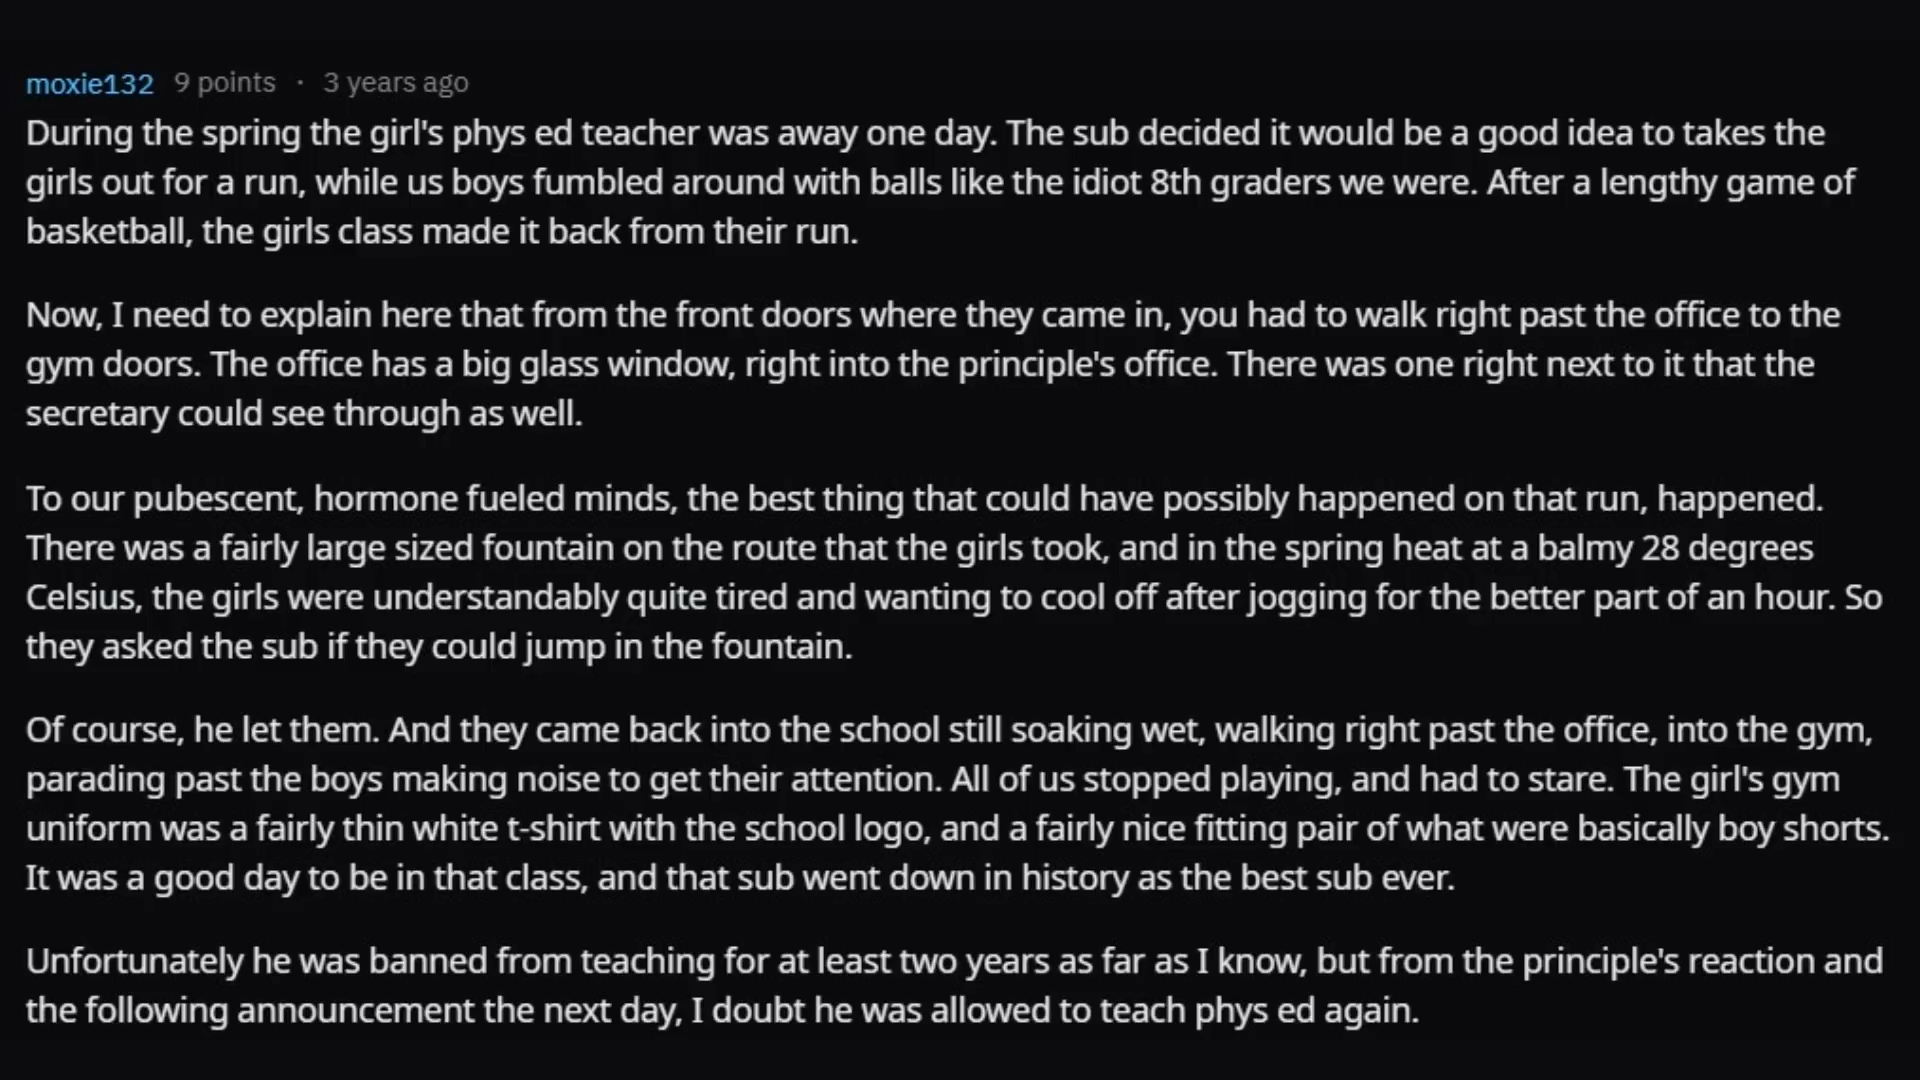 moxie132 9 points · 3 years ago
During the spring the girl's phys ed teacher was away one day. The sub decided it would be a good idea to takes the
girls out for a run, while us boys fumbled around with balls like the idiot 8th graders we were. After a lengthy game of
basketball, the girls class made it back from their run.
Now, I need to explain here that from the front doors where they came in, you had to walk right past the office to the
gym doors. The office has a big glass window, right into the principle's office. There was one right next to it that the
secretary could see through as well.
To our pubescent, hormone fueled minds, the best thing that could have possibly happened on that run, happened.
There was a fairly large sized fountain on the route that the girls took, and in the spring heat at a balmy 28 degrees
Celsius, the girls were understandably quite tired and wanting to cool off after jogging for the better part of an hour. So
they asked the sub if they could jump in the fountain.
Of course, he let them. And they came back into the school still soaking wet, walking right past the office, into the gym,
parading past the boys making noise to get their attention. All of us stopped playing, and had to stare. The girl's gym
uniform was a fairly thin white t-shirt with the school logo, and a fairly nice fitting pair of what were basically boy shorts.
It was a good day to be in that class, and that sub went down in history as the best sub ever.
Unfortunately he was banned from teaching for at least two years as far as I know, but from the principle's reaction and
the following announcement the next day, I doubt he was allowed to teach phys ed again.